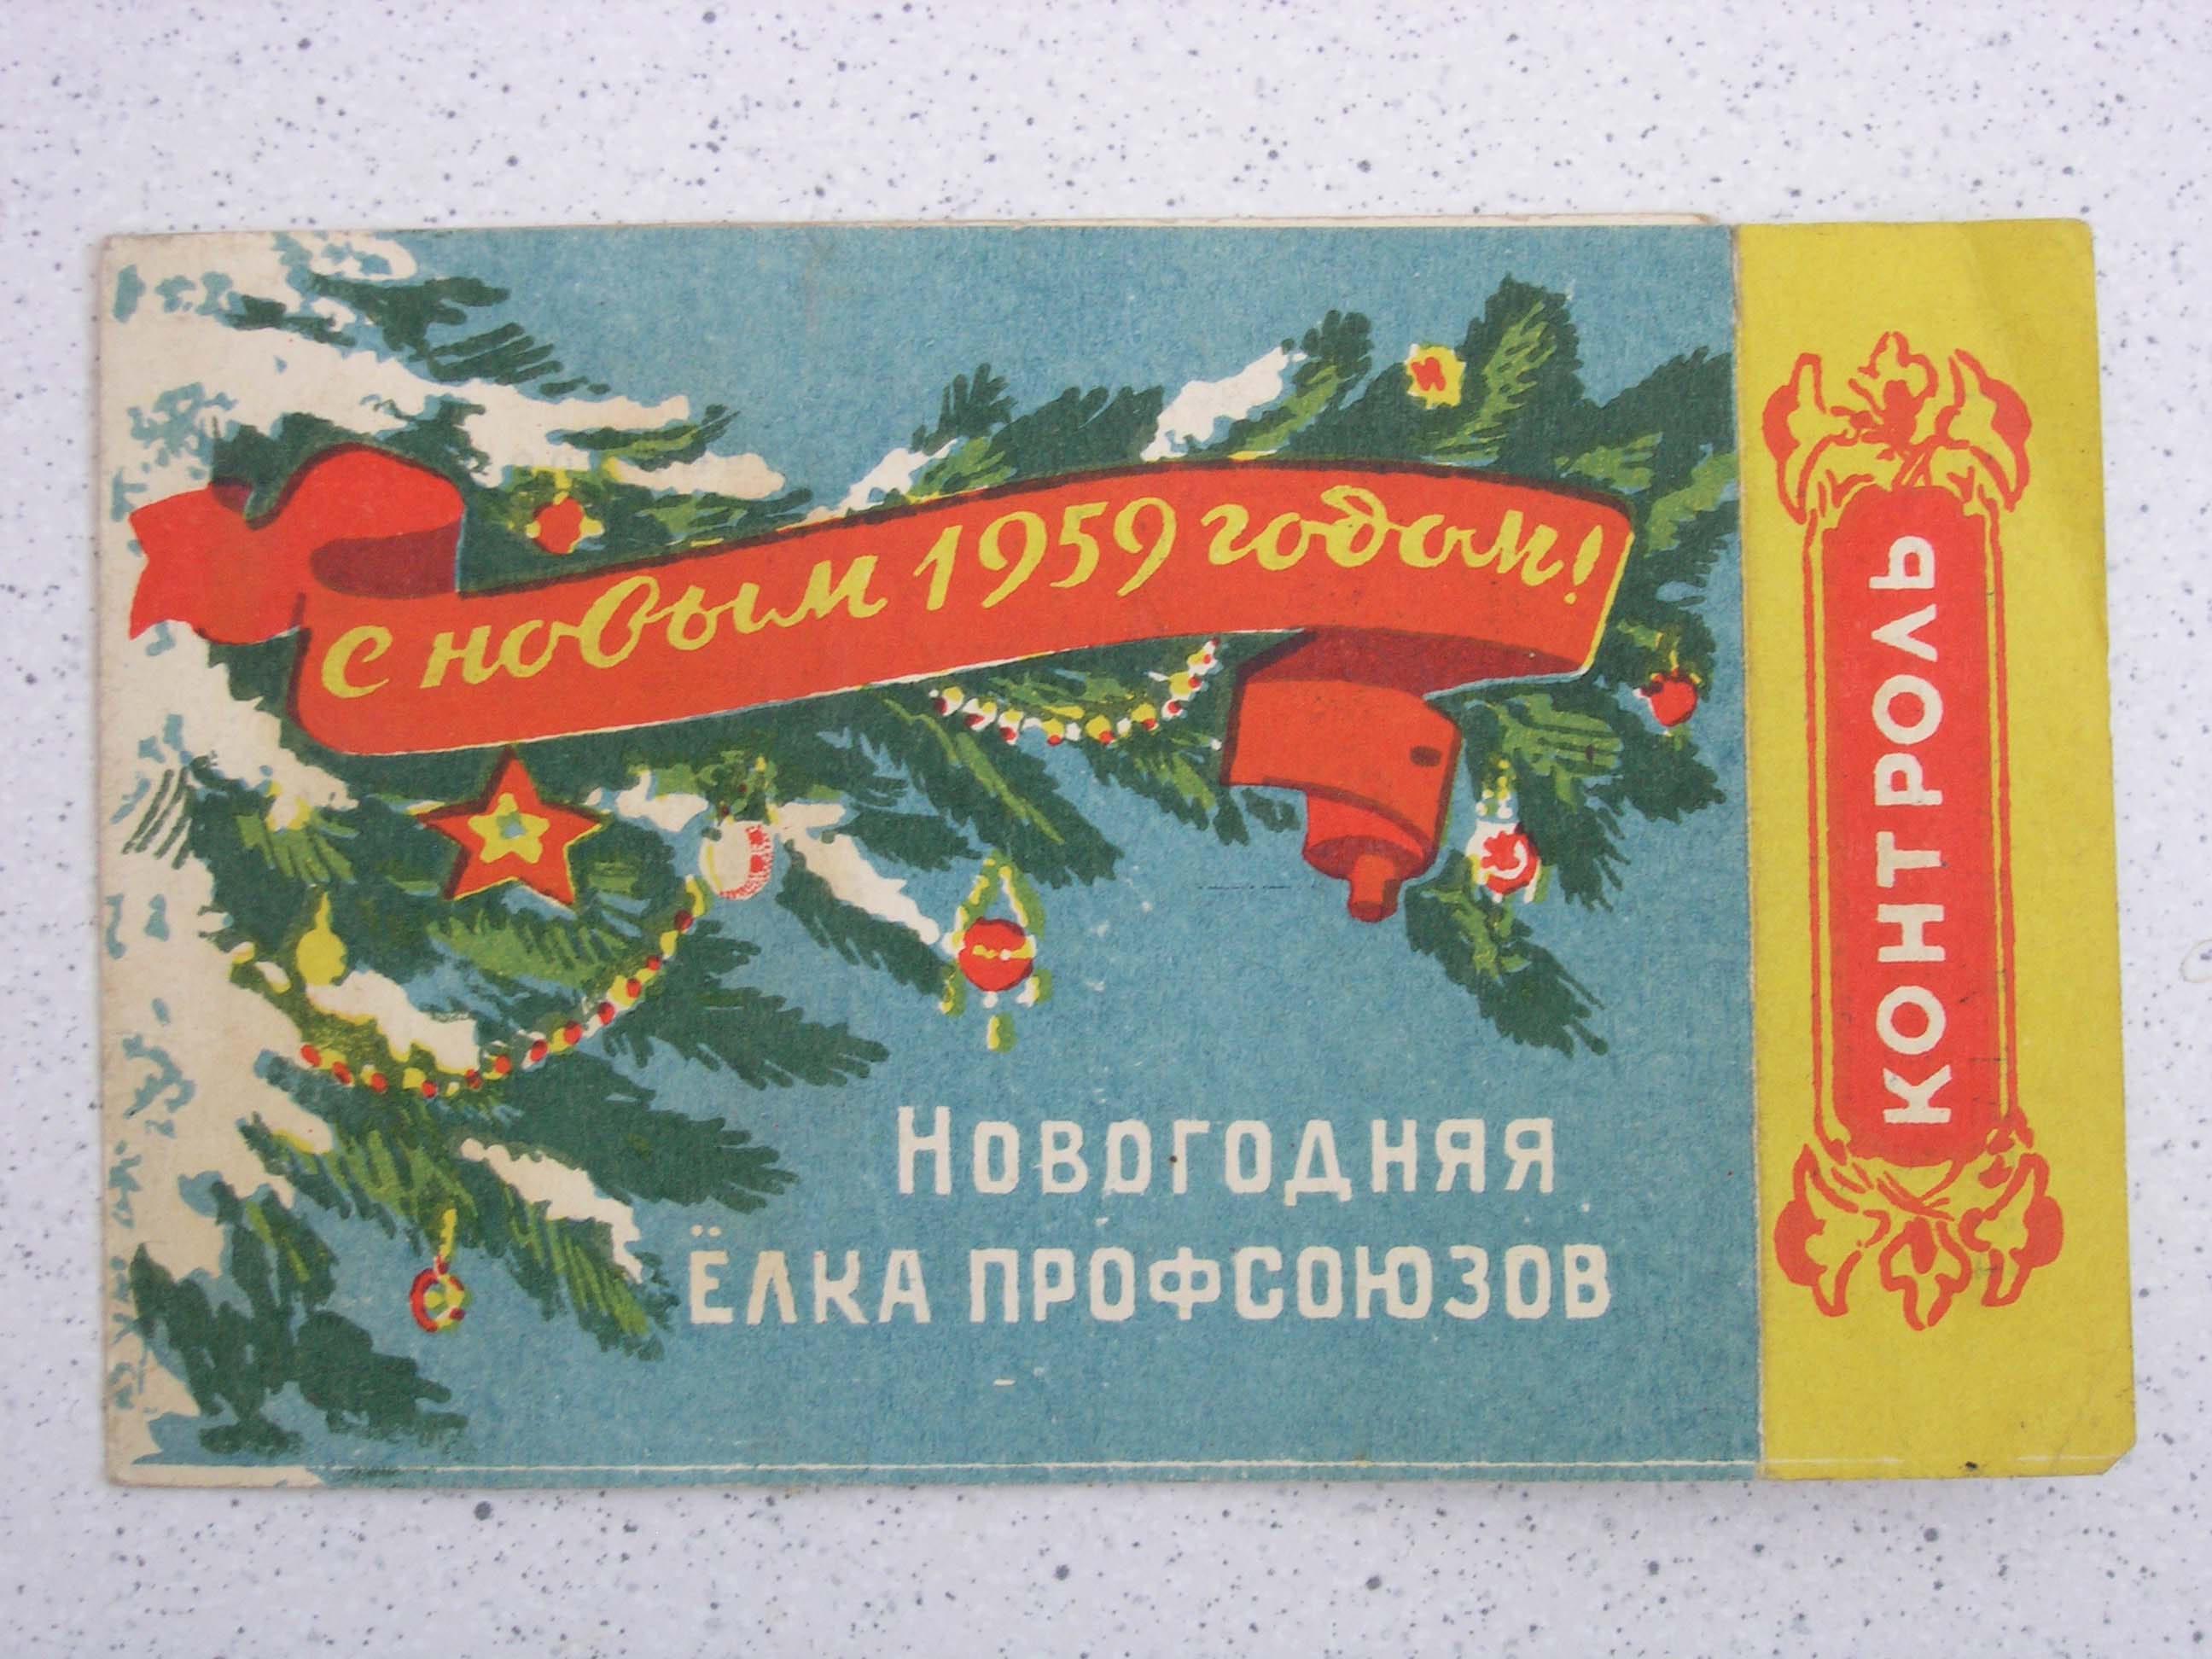 с новым 1959 годом!
Новогодняя
ёлка профсоюзов
КОНТРОЛЬ